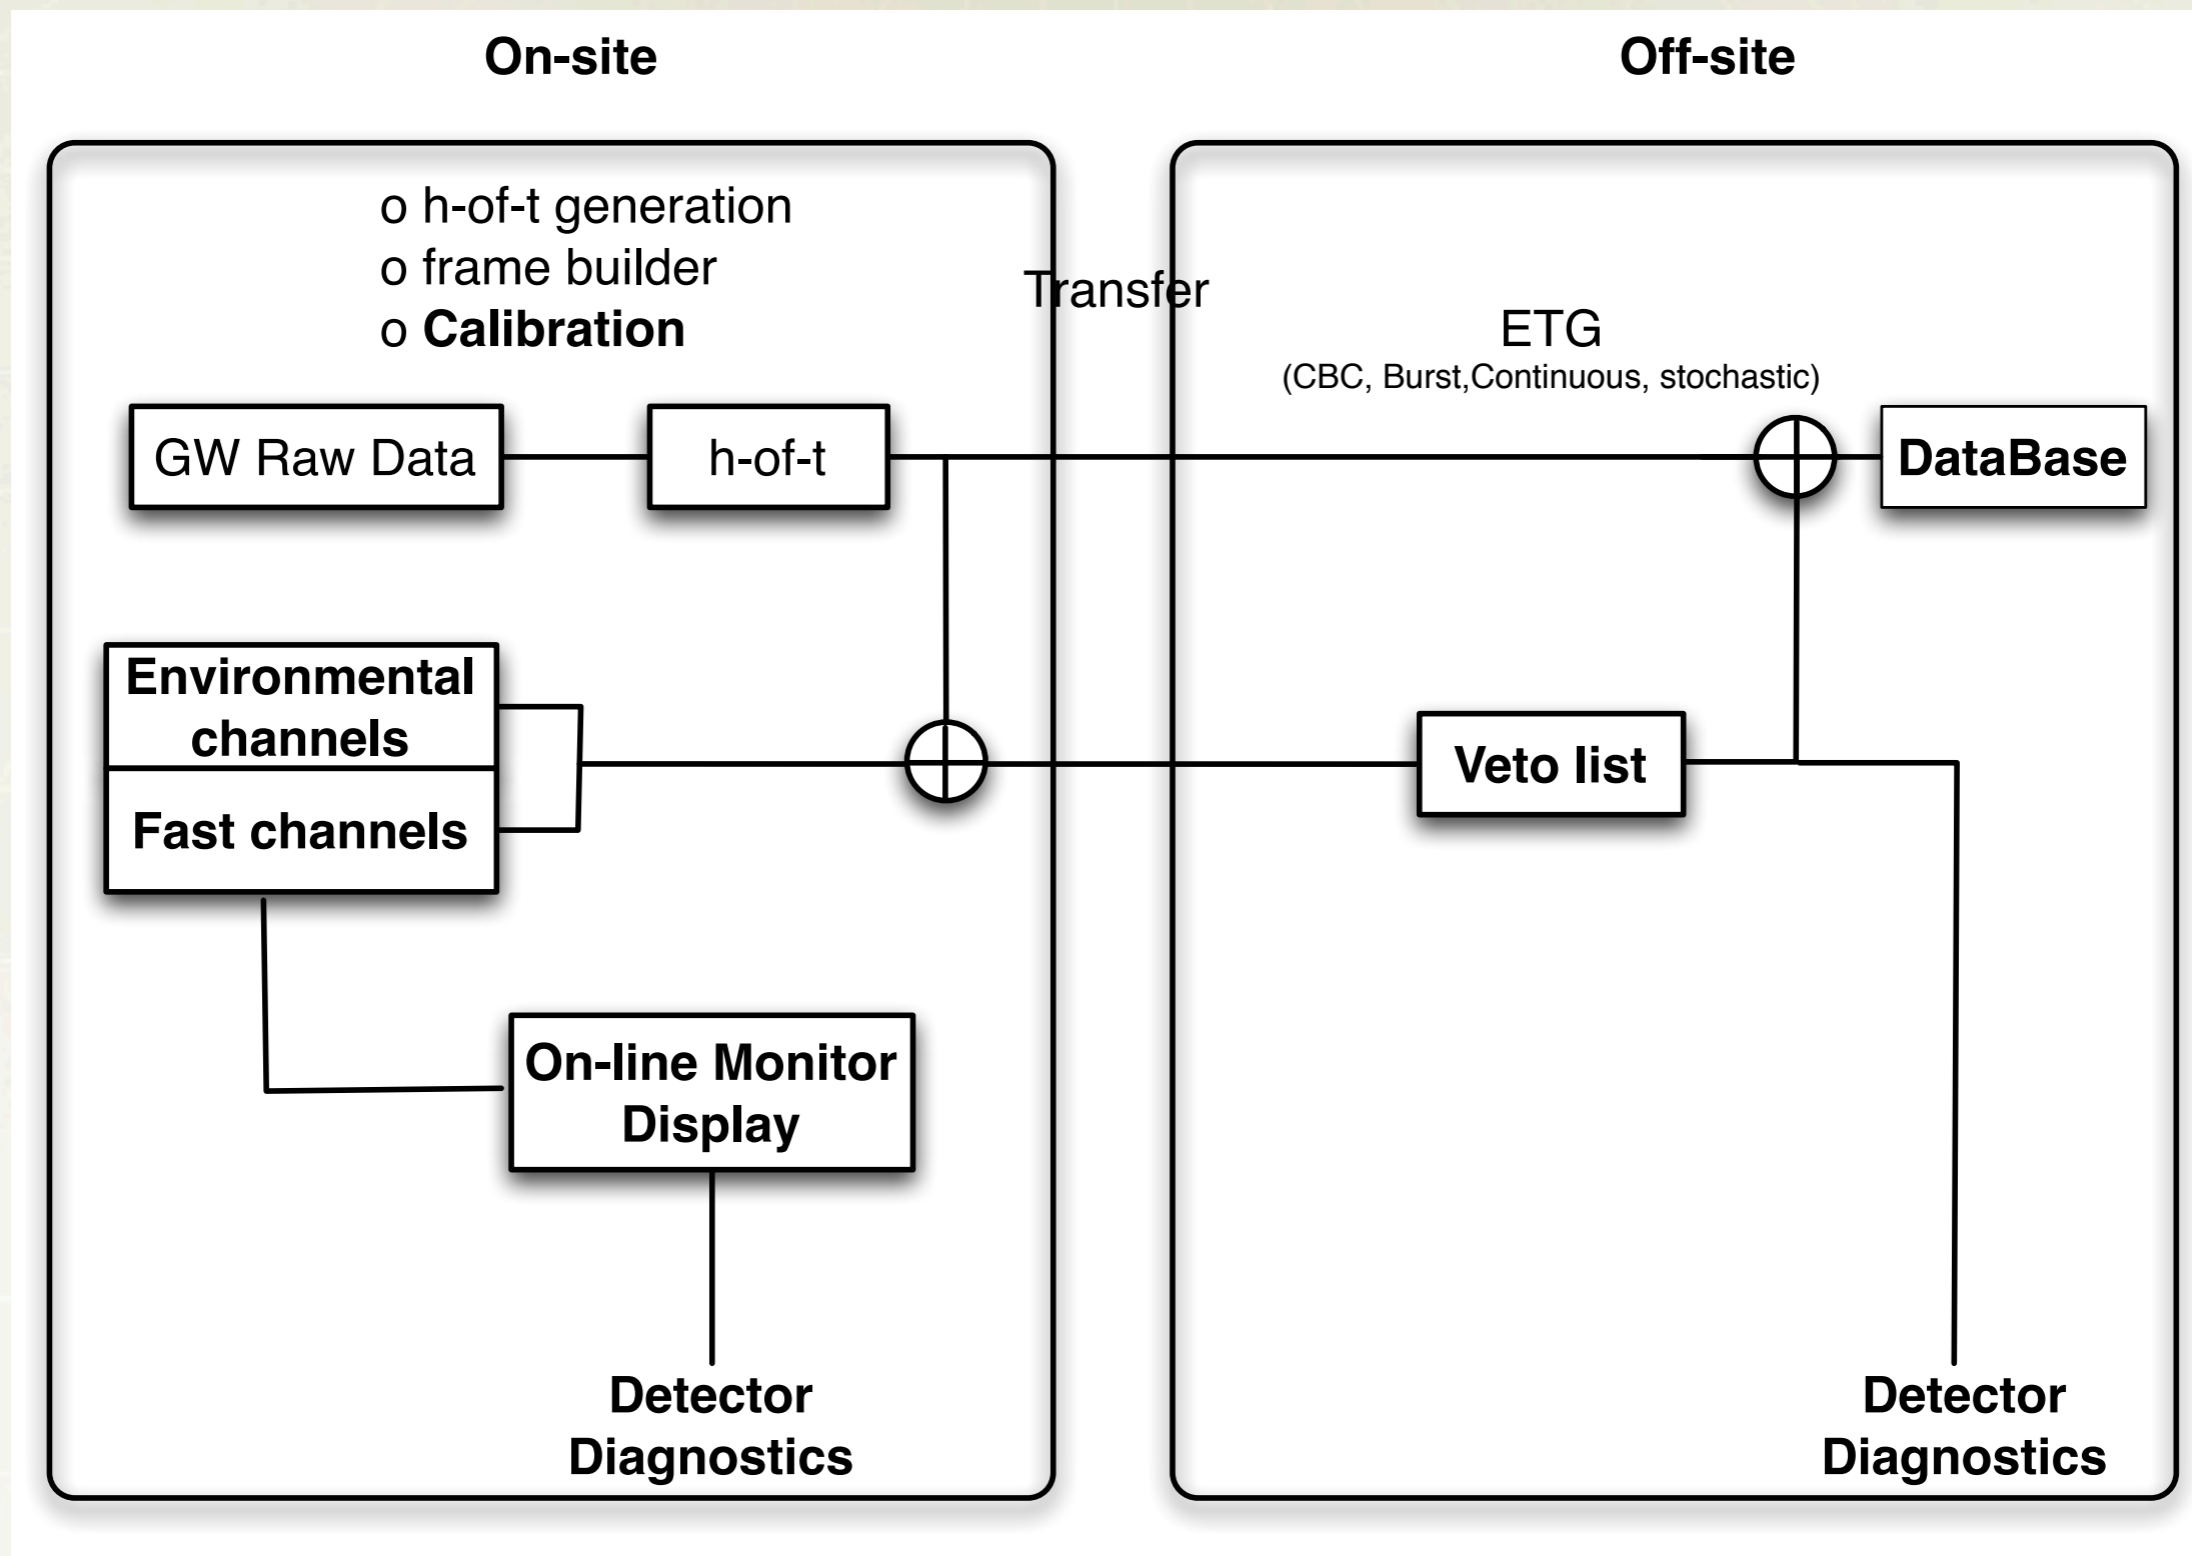 On-site
Off-site
o h-of-t generation
o frame builder
o Calibration
Transfer
ETG
(CBC, Burst,Continuous, stochastic)
GW Raw Data
h-of-t
DataBase
Environmental
channels
Fast channels
Veto list
On-line Monitor
Display
Detector
Diagnostics
Detector
Diagnostics